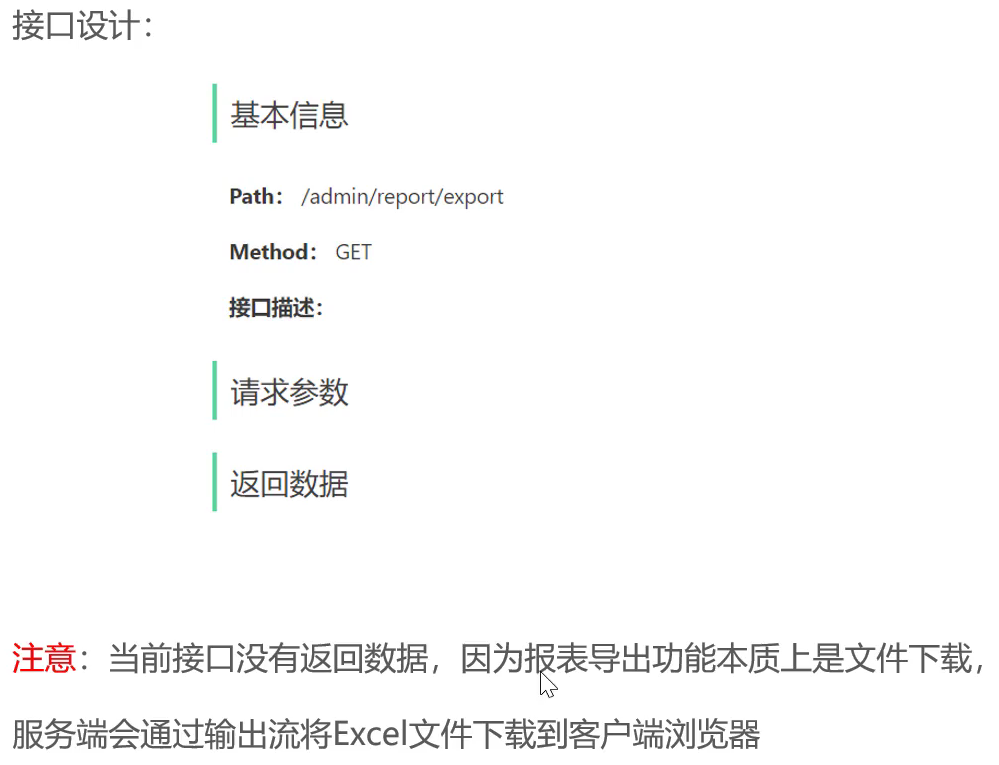 接口设计：
基本信息
Path： /admin/report/export
Method： GET
接口描述：
请求参数
返回数据
注意：当前接口没有返回数据，因为报表导出功能本质上是文件下载，
服务端会通过输出流将Excel文件下载到客户端浏览器